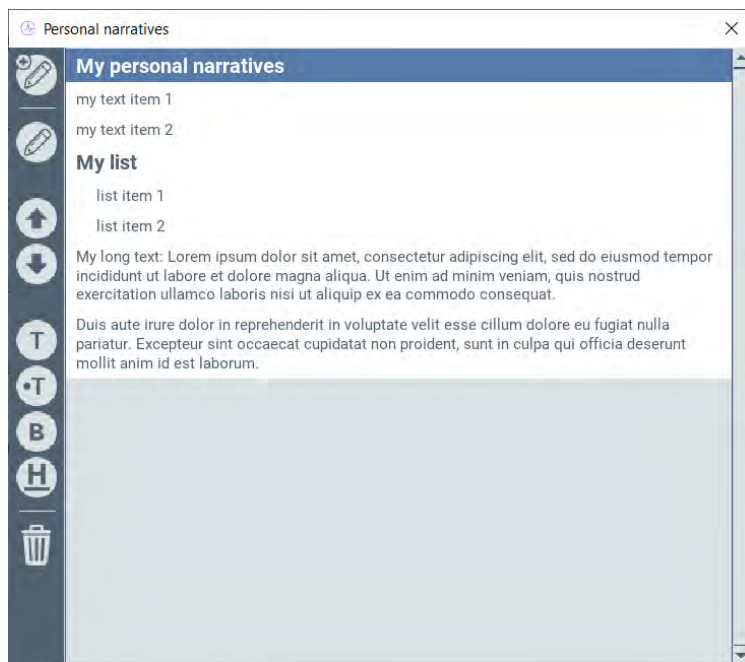 Personal narratives
My personal narratives
my text item 1
my text item 2
My list
list item 1
list item 2
My long text: Lorem ipsum dolor sit amet, consectetur adipiscing elit, sed do eiusmod tempor
incididunt ut labore et dolore magna aliqua. Ut enim ad minim veniam, quis nostrud
exercitation ullamco laboris nisi ut aliquip ex ea commodo consequat.
Duis aute irure dolor in reprehenderit in voluptate velit esse cillum dolore eu fugiat nulla
pariatur. Excepteur sint occaecat cupidatat non proident, sunt in culpa qui officia deserunt
mollit anim id est laborum.
T
•T
B
H